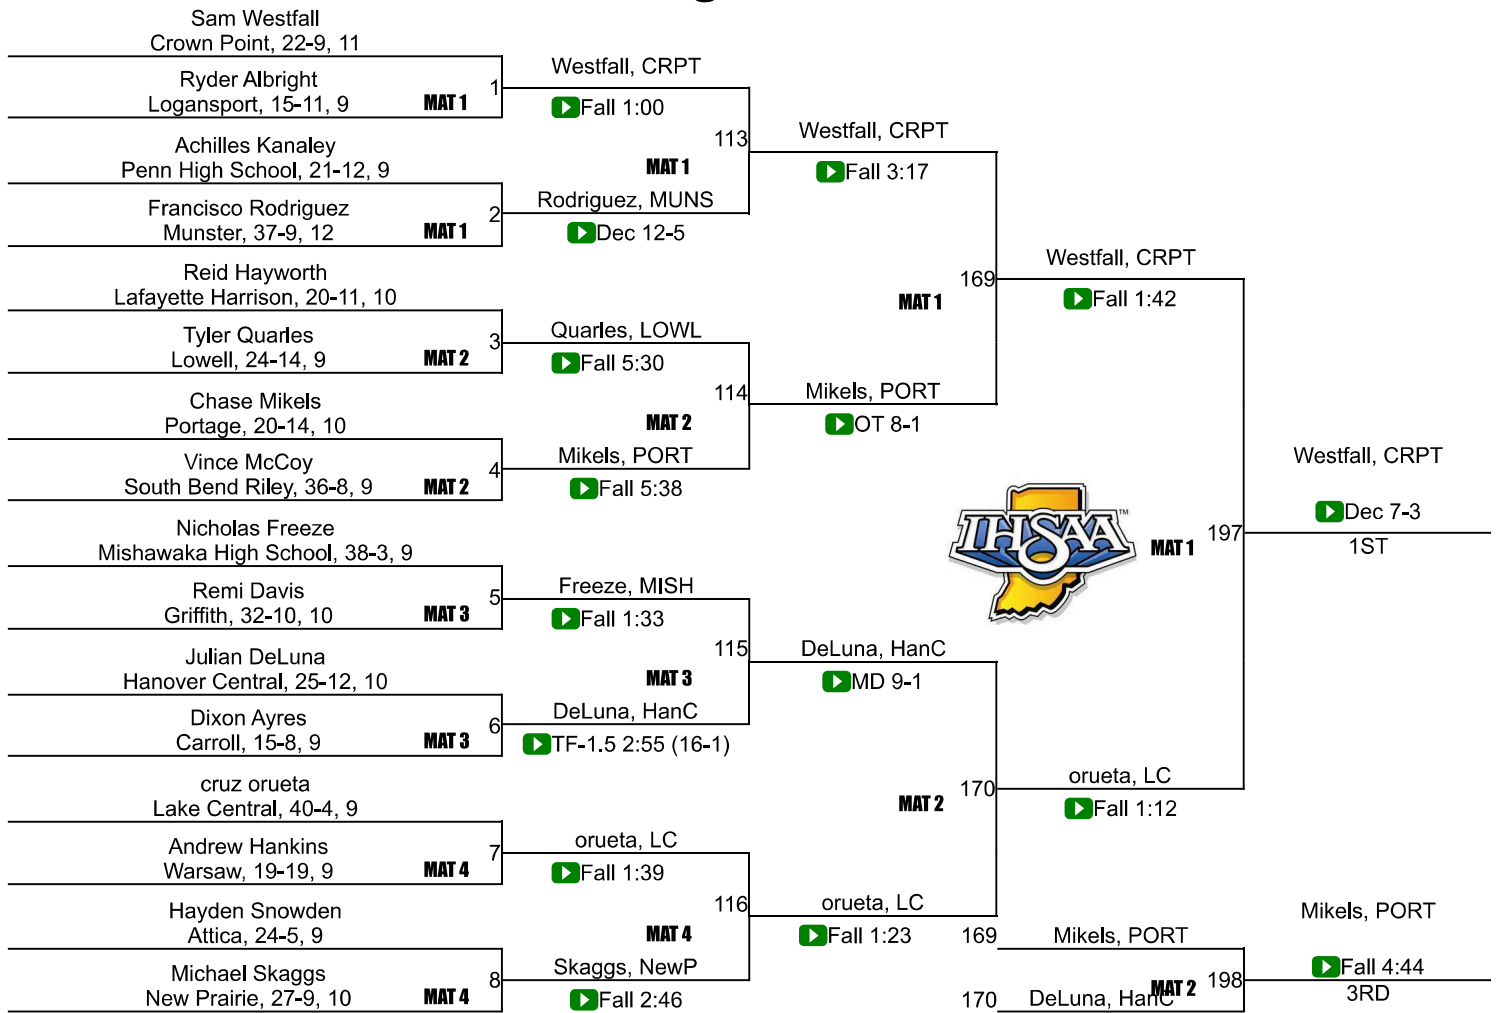 Sam Westfall
Crown Point, 22-9, 11
Ryder Albright
Logansport, 15-11, 9
MAT 1
1
Achilles Kanaley
Penn High School, 21-12, 9
Francisco Rodriguez
Munster, 37-9, 12
MAT 1
2
Reid Hayworth
Lafayette Harrison, 20-11, 10
Tyler Quarles
Lowell, 24-14, 9
MAT 2
3
Chase Mikels
Portage, 20-14, 10
Vince McCoy
South Bend Riley, 36-8, 9
MAT 2
4
Nicholas Freeze
Mishawaka High School, 38-3, 9
Remi Davis
Griffith, 32-10, 10
MAT 3
5
Julian DeLuna
Hanover Central, 25-12, 10
Dixon Ayres
Carroll, 15-8, 9
MAT 3
6
cruz orueta
Lake Central, 40-4, 9
Andrew Hankins
Warsaw, 19-19, 9
MAT 4
7
Hayden Snowden
Attica, 24-5, 9
Michael Skaggs
New Prairie, 27-9, 10
MAT 4
8
Westfall, CRPT
Fall 1:00
113
MAT 1
Rodriguez, MUNS
Dec 12-5
Quarles, LOWL
Fall 5:30
114
MAT 2
Mikels, PORT
Fall 5:38
Freeze, MISH
Fall 1:33
115
MAT 3
DeLuna, HanC
TF-1.5 2:55 (16-1)
orueta, LC
Fall 1:39
116
MAT 4
Skaggs, NewP
Fall 2:46
Westfall, CRPT
Fall 3:17
169
MAT 1
Mikels, PORT
OT 8-1
DeLuna, HanC
MD 9-1
170
MAT 2
orueta, LC
Fall 1:23
Westfall, CRPT
Fall 1:42
IHSAA
TM
MAT 1
197
orueta, LC
Fall 1:12
Westfall, CRPT
Dec 7-3
1ST
169
Mikels, PORT
170
DeLuna, HanC
MAT 2
198
Mikels, PORT
Fall 4:44
3RD